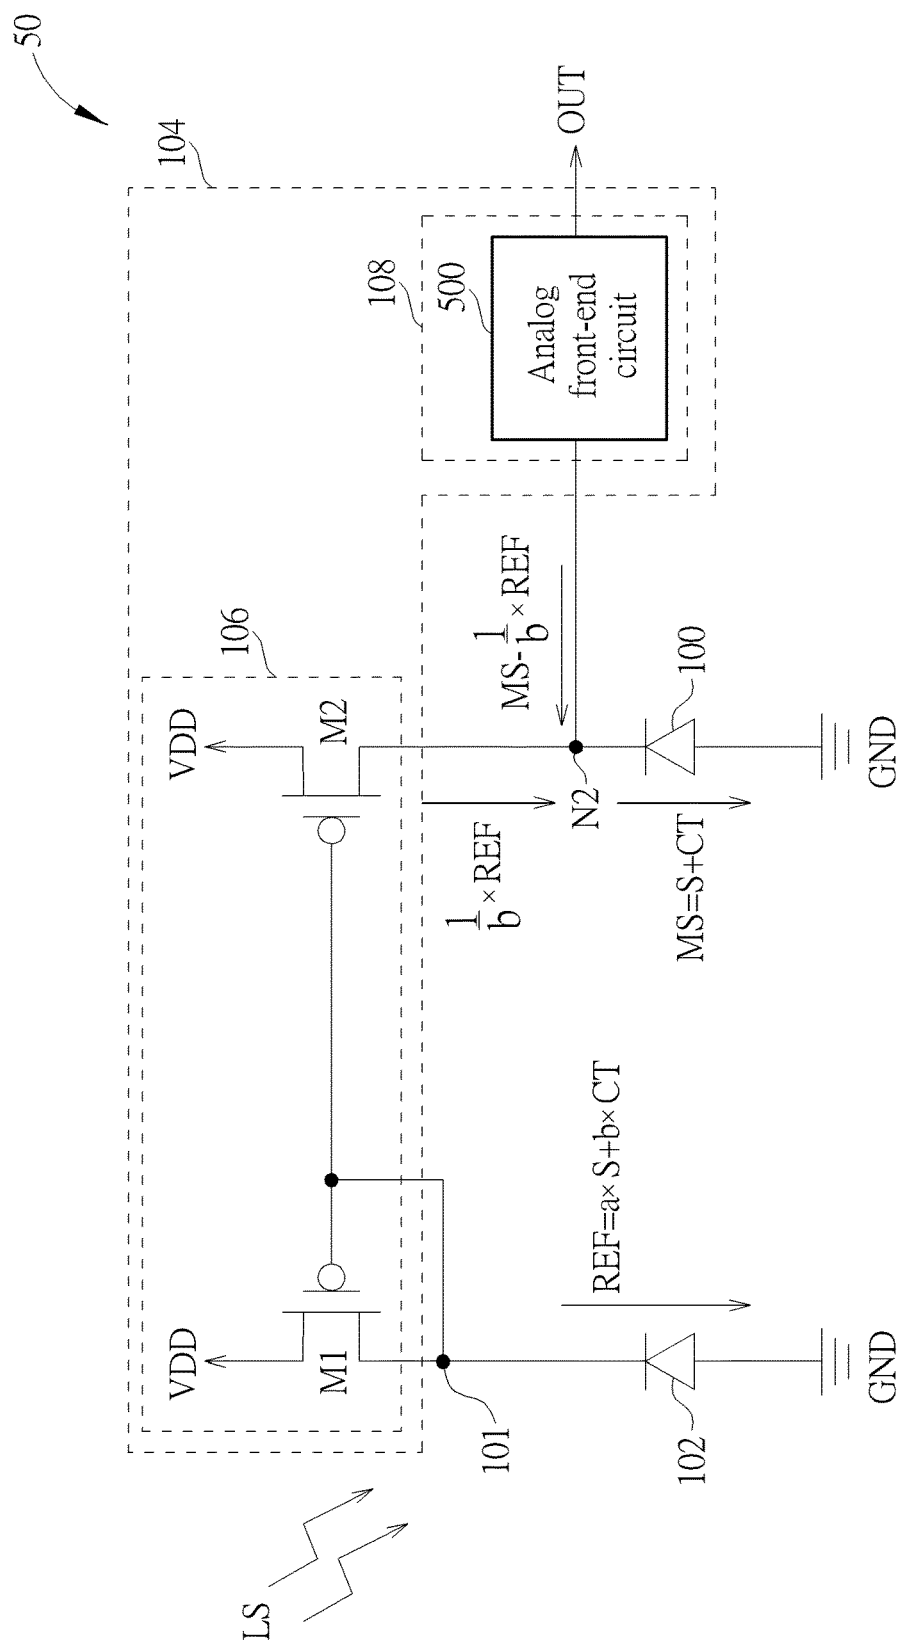 50
104
106
108
500
VDD
M1
VDD
M2
Analog
front-end
circuit
OUT
LS
101
102
REF=a×S+b×CT
GND
1/b ×REF
MS-1/b ×REF
N2
100
MS=S+CT
GND